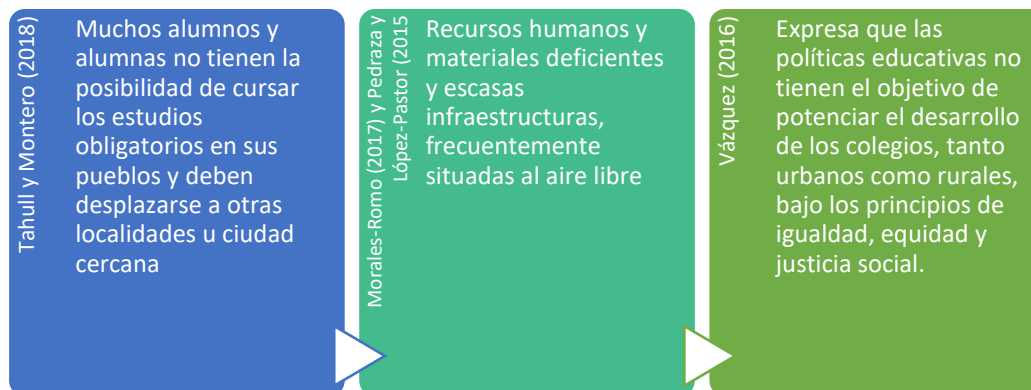 Tahull y Montero (2018)
Muchos alumnos y
alumnas no tienen la
posibilidad de cursar
los estudios
obligatorios en sus
pueblos y deben
desplazarse a otras
localidades u ciudad
cercana
Morales-Romo (2017) y Pedraza y
López-Pastor (2015
Recursos humanos y
materiales deficientes
y escasas
infraestructuras,
frecuentemente
situadas al aire libre
Vázquez (2016)
Expresa que las
políticas educativas no
tienen el objetivo de
potenciar el desarrollo
de los colegios, tanto
urbanos como rurales,
bajo los principios de
igualdad, equidad y
justicia social.